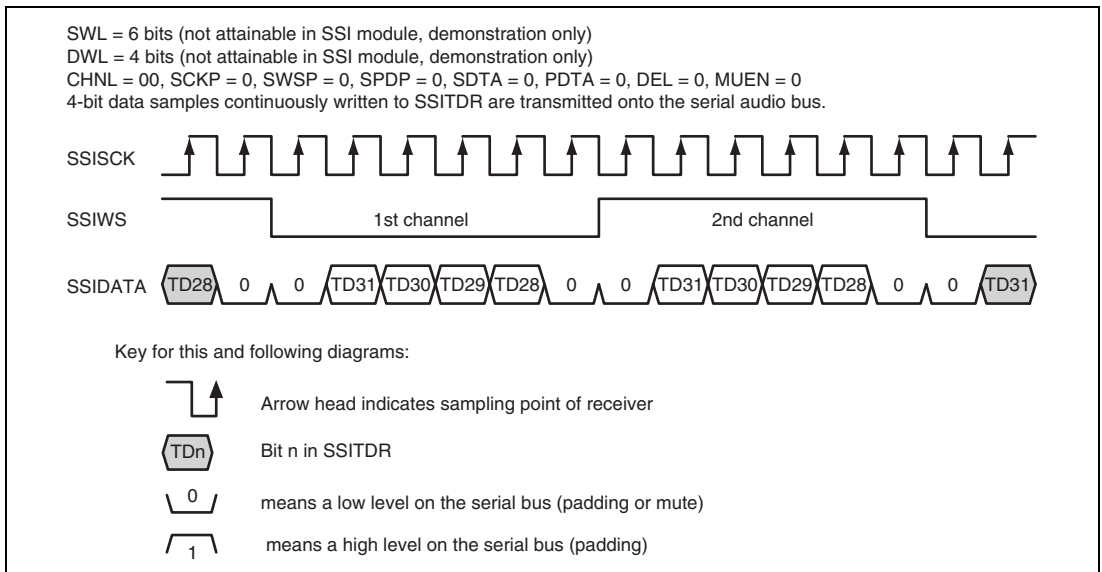 SWL = 6 bits (not attainable in SSI module, demonstration only)
DWL = 4 bits (not attainable in SSI module, demonstration only)
CHNL = 00, SCKP = 0, SWSP = 0, SPDP = 0, SDTA = 0, PDTA = 0, DEL = 0, MUEN = 0
4-bit data samples continuously written to SSITDR are transmitted onto the serial audio bus.
SSISCK
SSIWS 1st channel 2nd channel
SSIDATA TD28 0 0 TD31 TD30 TD29 TD28 0 0 TD31 TD30 TD29 TD28 0 0 TD31
Key for this and following diagrams:
Arrow head indicates sampling point of receiver
TDn Bit n in SSITDR
0 means a low level on the serial bus (padding or mute)
1 means a high level on the serial bus (padding)